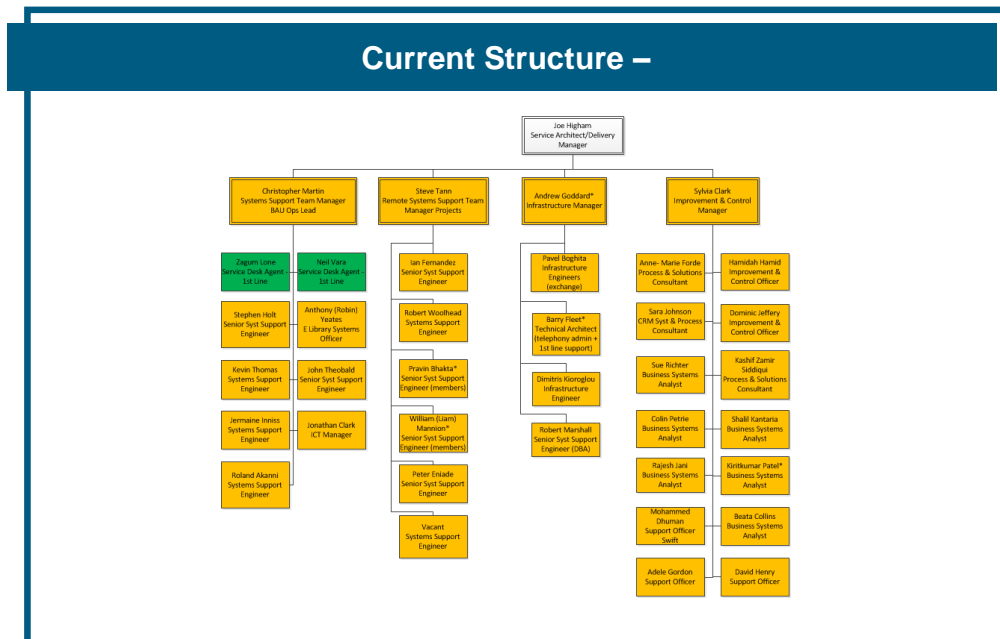 Current Structure –
Joe Higham
Service Architect/Delivery
Manager
Christopher Martin
Systems Support Team Manager
BAU Ops Lead
Steve Tann
Remote Systems Support Team
Manager Projects
Andrew Goddard*
Infrastructure Manager
Sylvia Clark
Improvement & Control
Manager
Zagum Lone
Service Desk Agent -
1st Line
Neil Vara
Service Desk Agent -
1st Line
Stephen Holt
Senior Syst Support
Engineer
Anthony (Robin)
Yeates
E Library Systems
Officer
Kevin Thomas
Systems Support
Engineer
John Theobald
Senior Syst Support
Engineer
Jermaine Inniss
Systems Support
Engineer
Jonathan Clark
ICT Manager
Roland Akanni
Systems Support
Engineer
Ian Fernandez
Senior Syst Support
Engineer
Robert Woolhead
Systems Support
Engineer
Pravin Bhakta*
Senior Syst Support
Engineer (members)
William (Liam)
Mannion*
Senior Syst Support
Engineer (members)
Peter Eniade
Senior Syst Support
Engineer
Vacant
Systems Support
Engineer
Pavel Boghita
Infrastructure
Engineers
(exchange)
Barry Fleet*
Technical Architect
(telephony admin +
1st line support)
Dimitris Kioroglou
Infrastructure
Engineer
Robert Marshall
Senior Syst Support
Engineer (DBA)
Anne- Marie Forde
Process & Solutions
Consultant
Hamidah Hamid
Improvement &
Control Officer
Sara Johnson
CRM Syst & Process
Consultant
Dominic Jeffery
Improvement &
Control Officer
Sue Richter
Business Systems
Analyst
Kashif Zamir
Siddiqui
Process & Solutions
Consultant
Colin Petrie
Business Systems
Analyst
Shalil Kantaria
Business Systems
Analyst
Rajesh Jani
Business Systems
Analyst
Kiritkumar Patel*
Business Systems
Analyst
Mohammed
Dhuman
Support Officer
Swift
Beata Collins
Business Systems
Analyst
Adele Gordon
Support Officer
David Henry
Support Officer